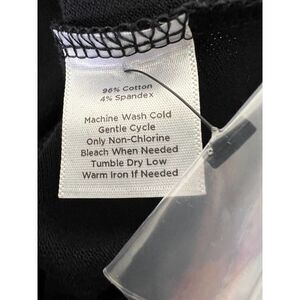 96% Cotton
4% Spandex
Machine Wash Cold
Gentle Cycle
Only Non-Chlorine
Bleach When Needed
Tumble Dry Low
Warm Iron If Needed